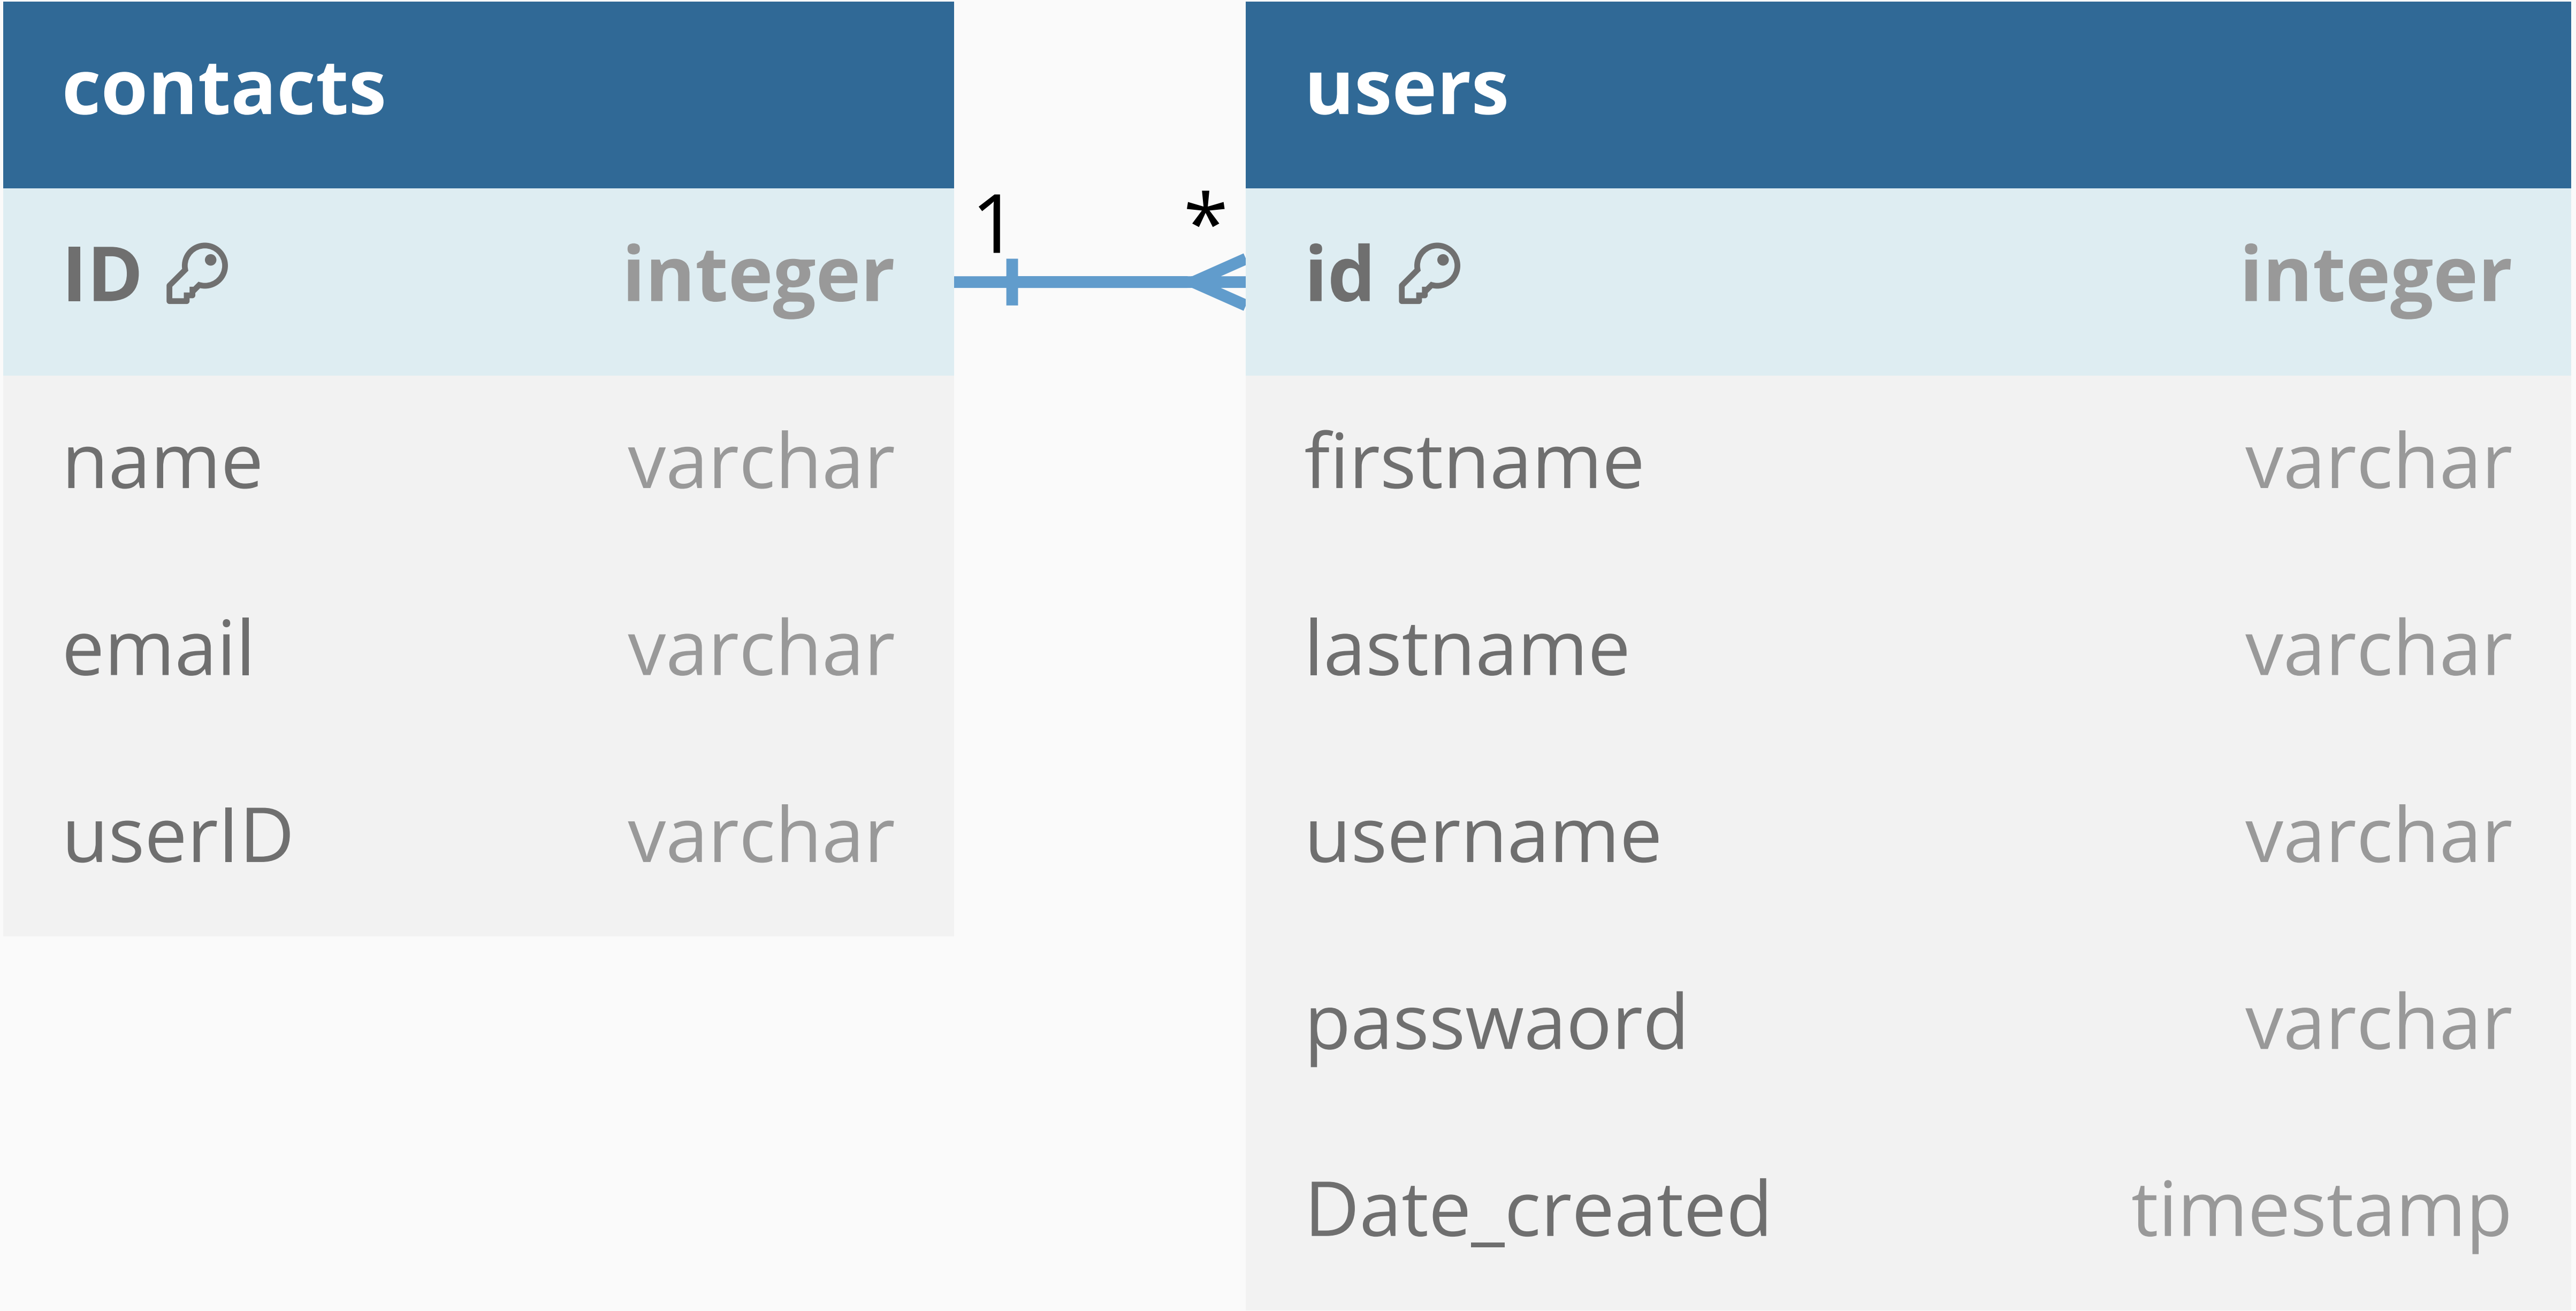 contacts
ID integer
name varchar
email varchar
userID varchar
1 *
users
id integer
firstname varchar
lastname varchar
username varchar
passwaord varchar
Date_created timestamp